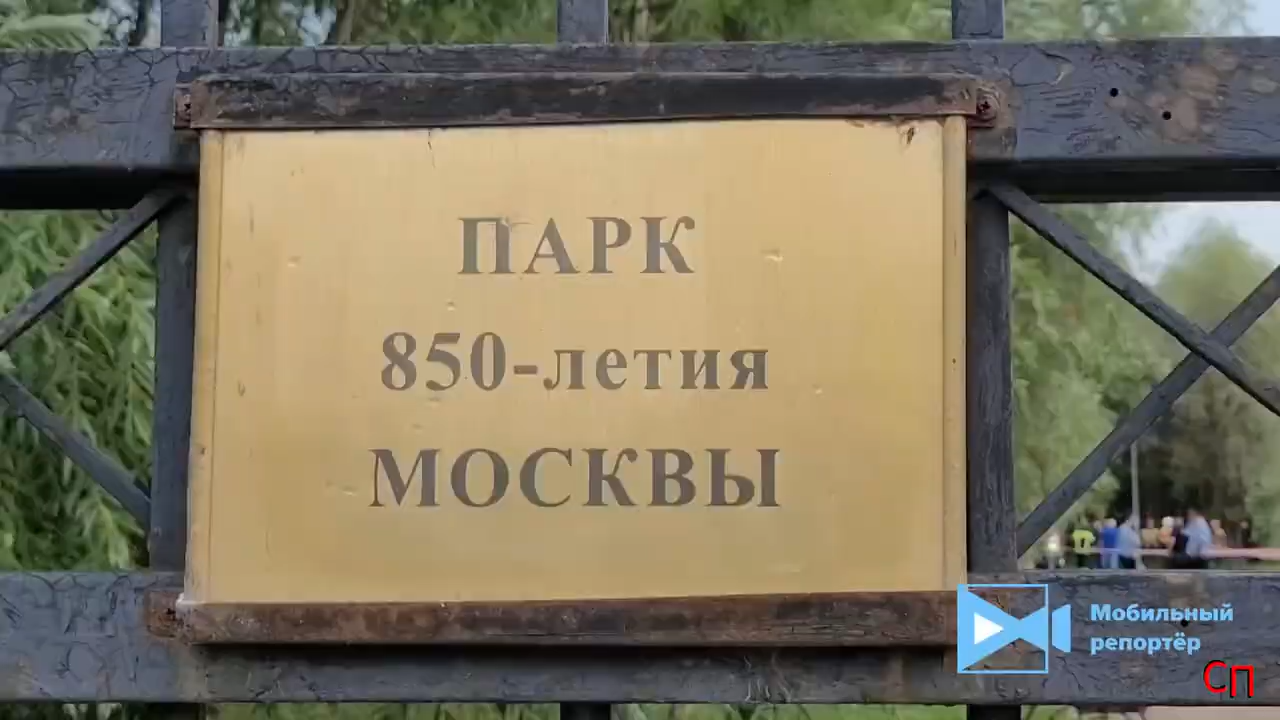 ПАРК
850-летия
МОСКВЫ
Мобильный
репортёр
СП